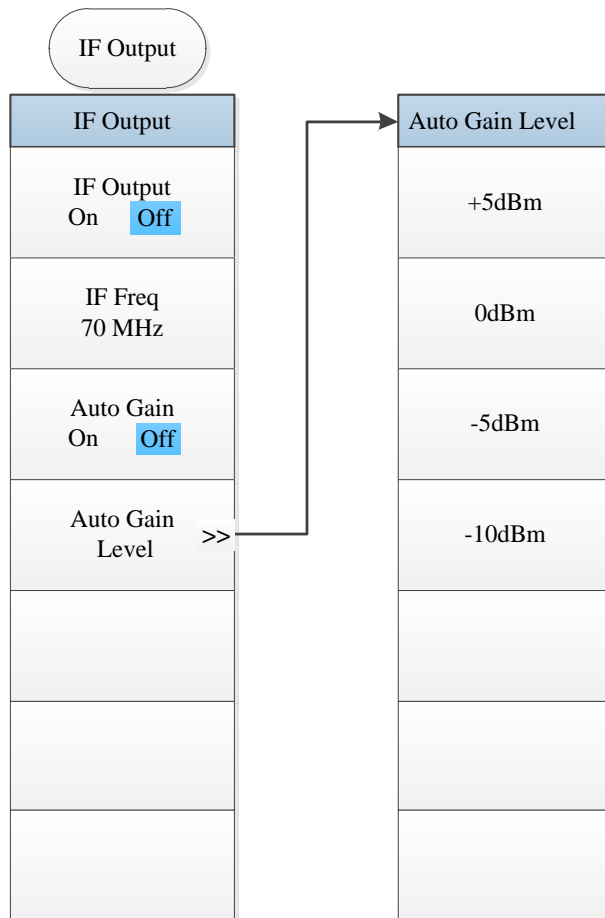 IF Output
IF Output
IF Output
On Off
IF Freq
70 MHz
Auto Gain
On Off
Auto Gain
Level >>
Auto Gain Level
+5dBm
0dBm
-5dBm
-10dBm